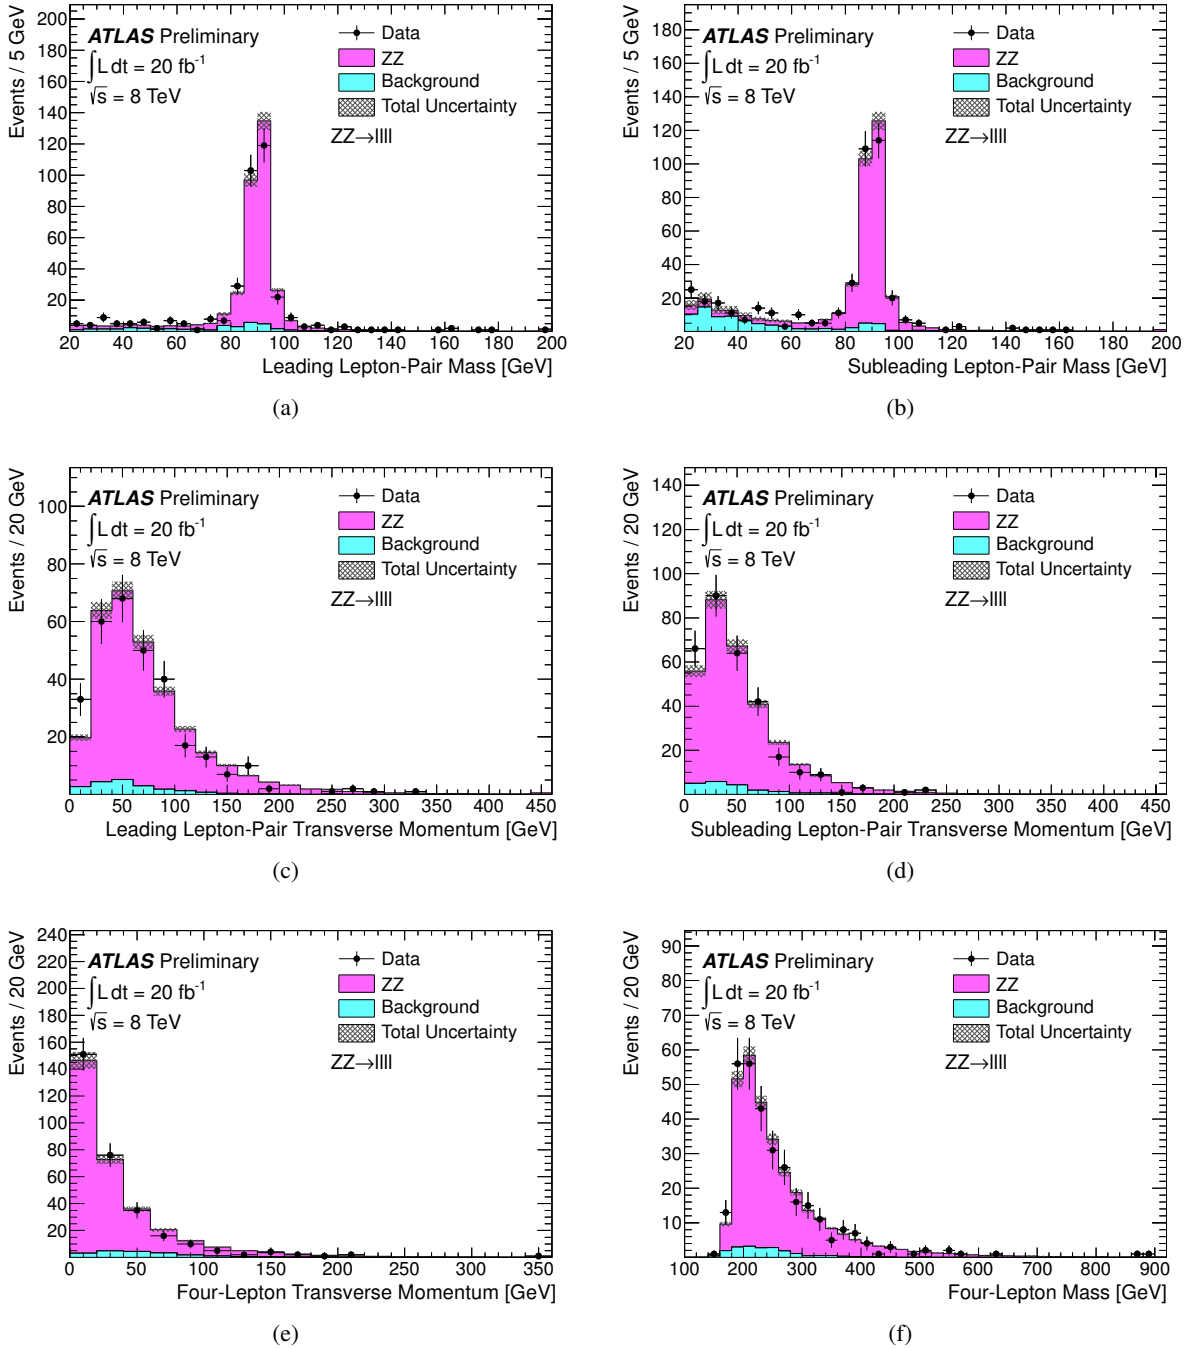 Events / 5 GeV
200
180
160
140
120
100
80
60
40
20
ATLAS Preliminary
∫L dt = 20 fb⁻¹
√s = 8 TeV
Data
ZZ
Background
Total Uncertainty
ZZ→llll
20 40 60 80 100 120 140 160 180 200
Leading Lepton-Pair Mass [GeV]
(a)
Events / 5 GeV
180
160
140
120
100
80
60
40
20
ATLAS Preliminary
∫L dt = 20 fb⁻¹
√s = 8 TeV
Data
ZZ
Background
Total Uncertainty
ZZ→llll
20 40 60 80 100 120 140 160 180 200
Subleading Lepton-Pair Mass [GeV]
(b)
Events / 20 GeV
100
80
60
40
20
ATLAS Preliminary
∫L dt = 20 fb⁻¹
√s = 8 TeV
Data
ZZ
Background
Total Uncertainty
ZZ→llll
0 50 100 150 200 250 300 350 400 450
Leading Lepton-Pair Transverse Momentum [GeV]
(c)
Events / 20 GeV
140
120
100
80
60
40
20
ATLAS Preliminary
∫L dt = 20 fb⁻¹
√s = 8 TeV
Data
ZZ
Background
Total Uncertainty
ZZ→llll
0 50 100 150 200 250 300 350 400 450
Subleading Lepton-Pair Transverse Momentum [GeV]
(d)
Events / 20 GeV
240
220
200
180
160
140
120
100
80
60
40
20
ATLAS Preliminary
∫L dt = 20 fb⁻¹
√s = 8 TeV
Data
ZZ
Background
Total Uncertainty
ZZ→llll
0 50 100 150 200 250 300 350
Four-Lepton Transverse Momentum [GeV]
(e)
Events / 20 GeV
90
80
70
60
50
40
30
20
10
ATLAS Preliminary
∫L dt = 20 fb⁻¹
√s = 8 TeV
Data
ZZ
Background
Total Uncertainty
ZZ→llll
100 200 300 400 500 600 700 800 900
Four-Lepton Mass [GeV]
(f)